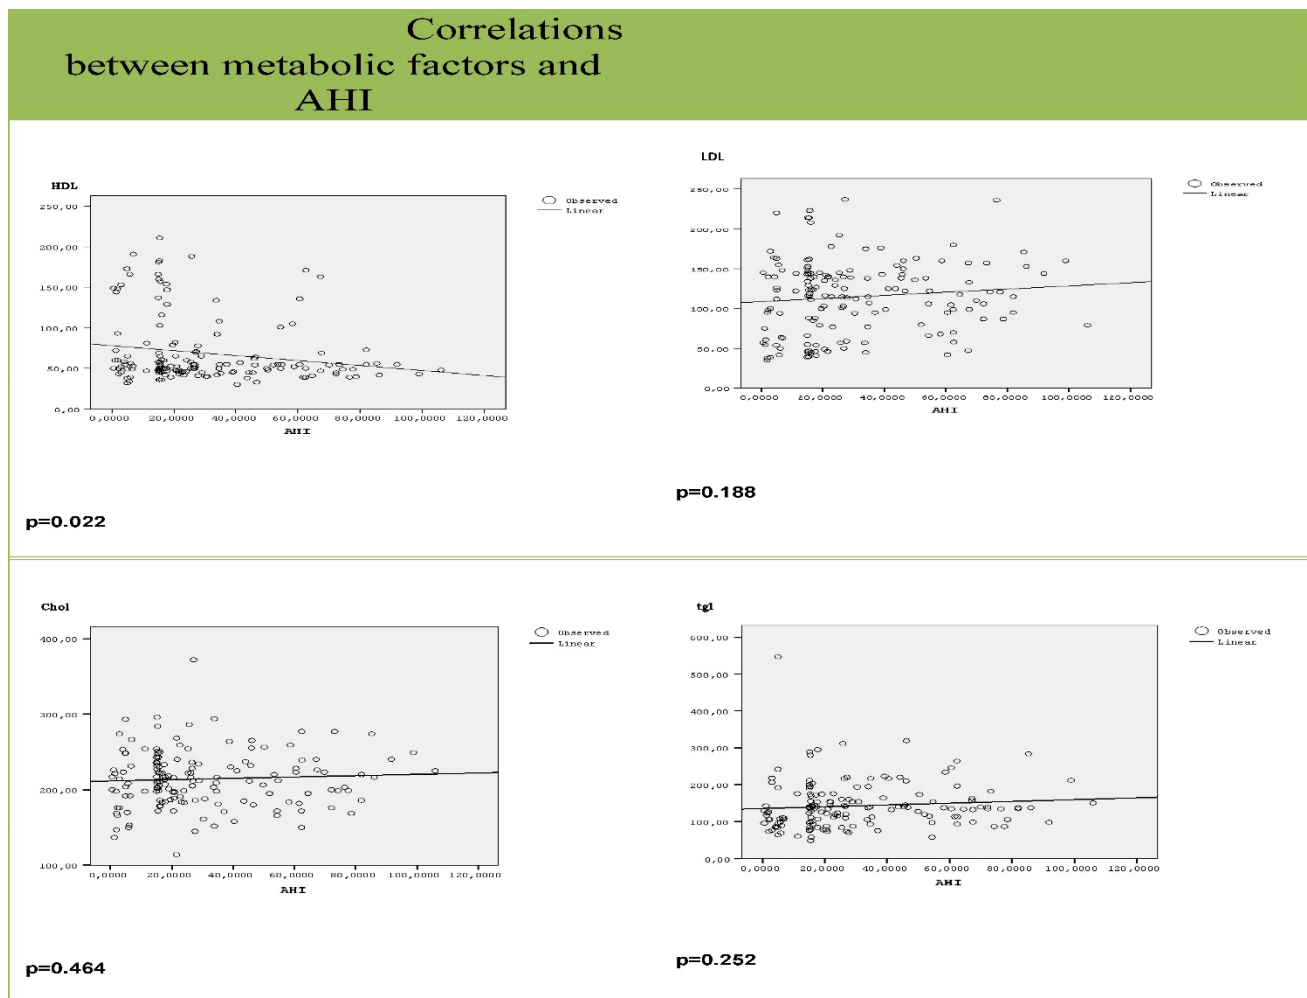 Correlations
between metabolic factors and
AHI
HDL
250,00
200,00
150,00
100,00
50,00
0,00
0,0000 20,0000 40,0000 60,0000 80,0000 100,0000 120,0000
AHI
Observed
Linear
p=0.022
LDL
250,00
200,00
150,00
100,00
50,00
0,00
0,0000 20,0000 40,0000 60,0000 80,0000 100,0000 120,0000
AHI
Observed
Linear
p=0.188
Chol
400,00
300,00
200,00
100,00
0,0000 20,0000 40,0000 60,0000 80,0000 100,0000 120,0000
AHI
Observed
Linear
p=0.464
tgl
600,00
500,00
400,00
300,00
200,00
100,00
0,00
0,0000 20,0000 40,0000 60,0000 80,0000 100,0000 120,0000
AHI
Observed
Linear
p=0.252